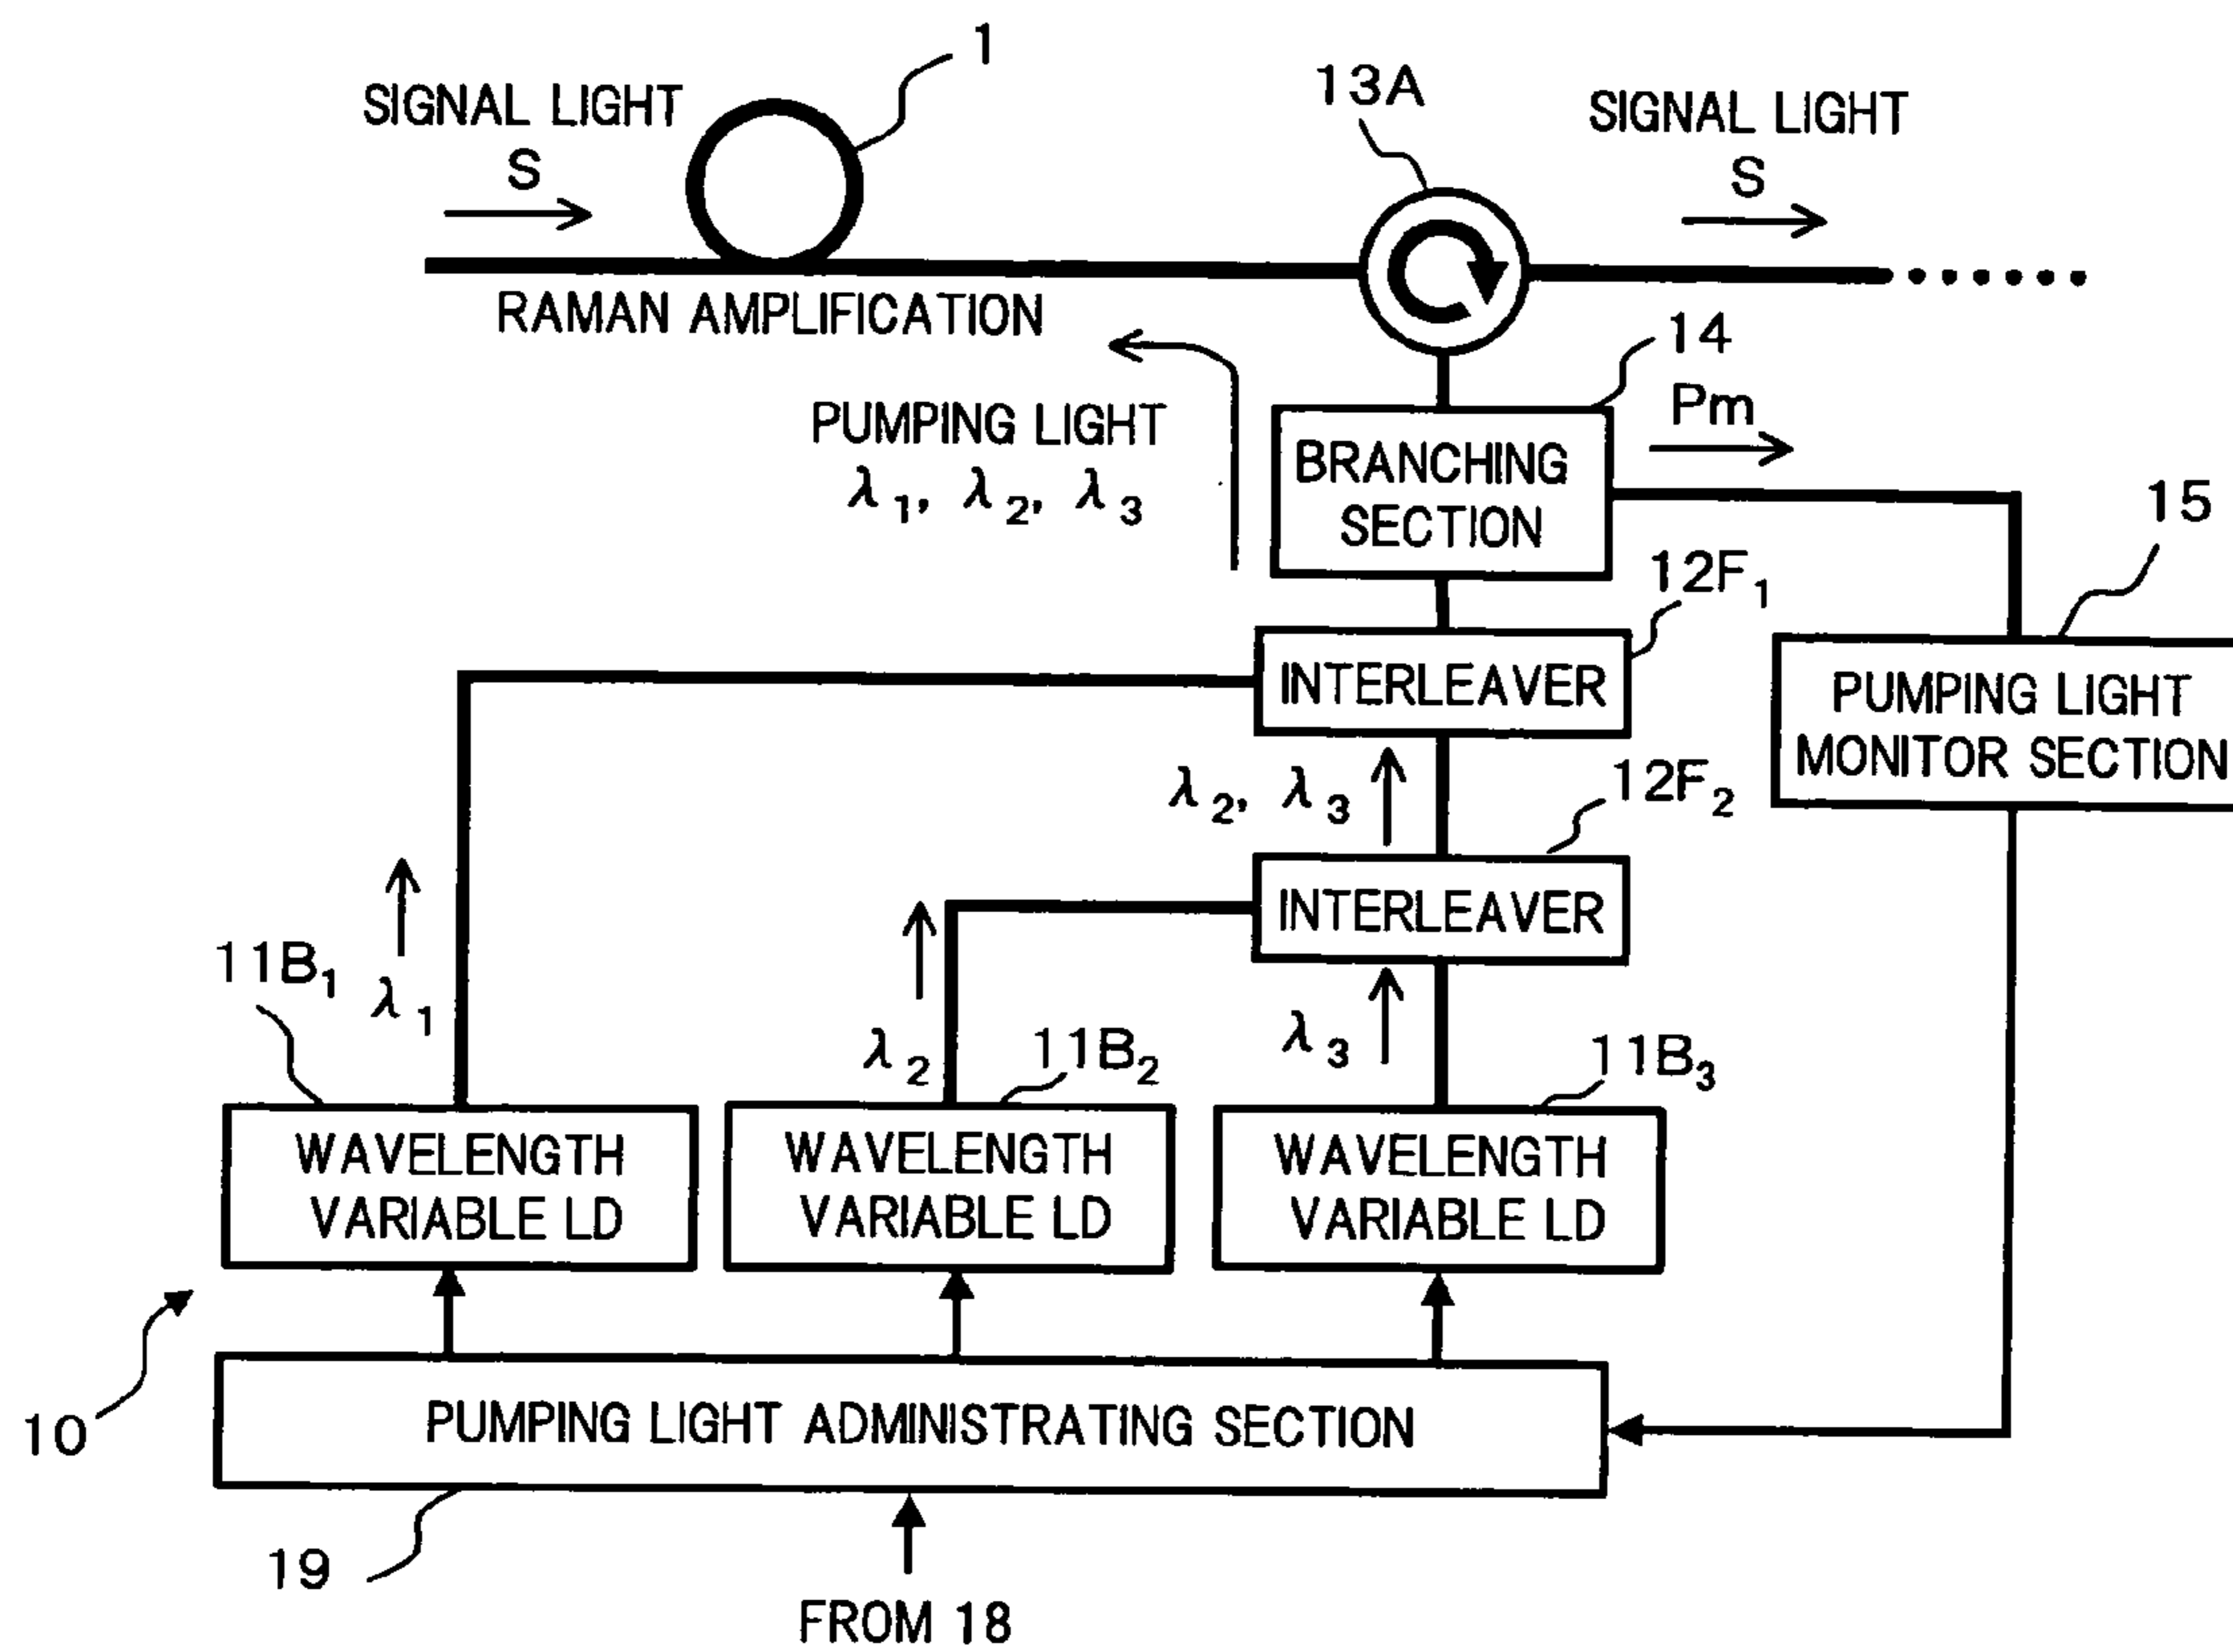 1
13A
SIGNAL LIGHT
S
SIGNAL LIGHT
S
RAMAN AMPLIFICATION
14
Pm
PUMPING LIGHT
λ1, λ2, λ3
BRANCHING
SECTION
15
12F1
INTERLEAVER
PUMPING LIGHT
MONITOR SECTION
λ2, λ3
12F2
INTERLEAVER
11B1
λ1
λ2
11B2
λ3
11B3
WAVELENGTH
VARIABLE LD
WAVELENGTH
VARIABLE LD
WAVELENGTH
VARIABLE LD
10
PUMPING LIGHT ADMINISTRATING SECTION
19
FROM 18